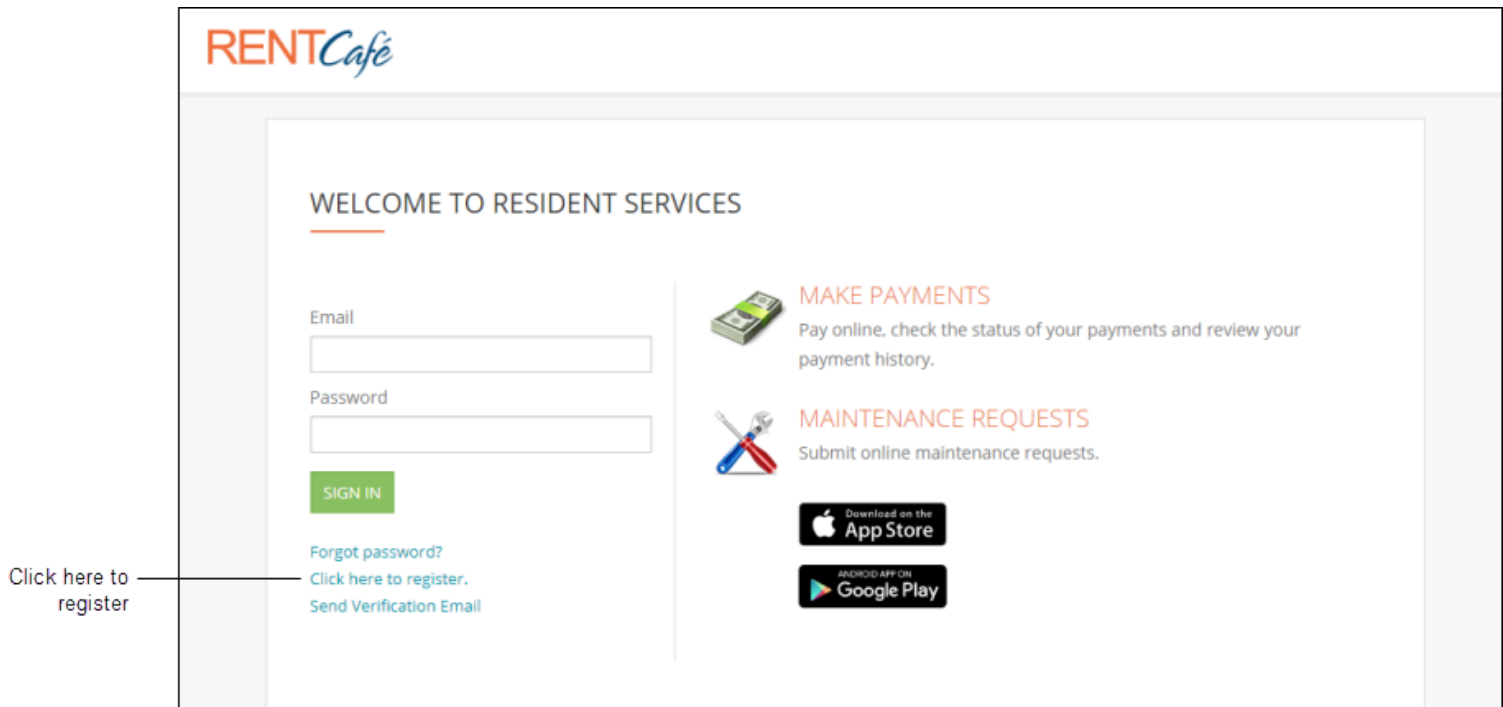 RENTCafé
WELCOME TO RESIDENT SERVICES
Email
Password
SIGN IN
Forgot password?
Click here to register.
Send Verification Email
Click here to
register
MAKE PAYMENTS
Pay online, check the status of your payments and review your
payment history.
MAINTENANCE REQUESTS
Submit online maintenance requests.
Download on the
App Store
ANDROID APP ON
Google Play